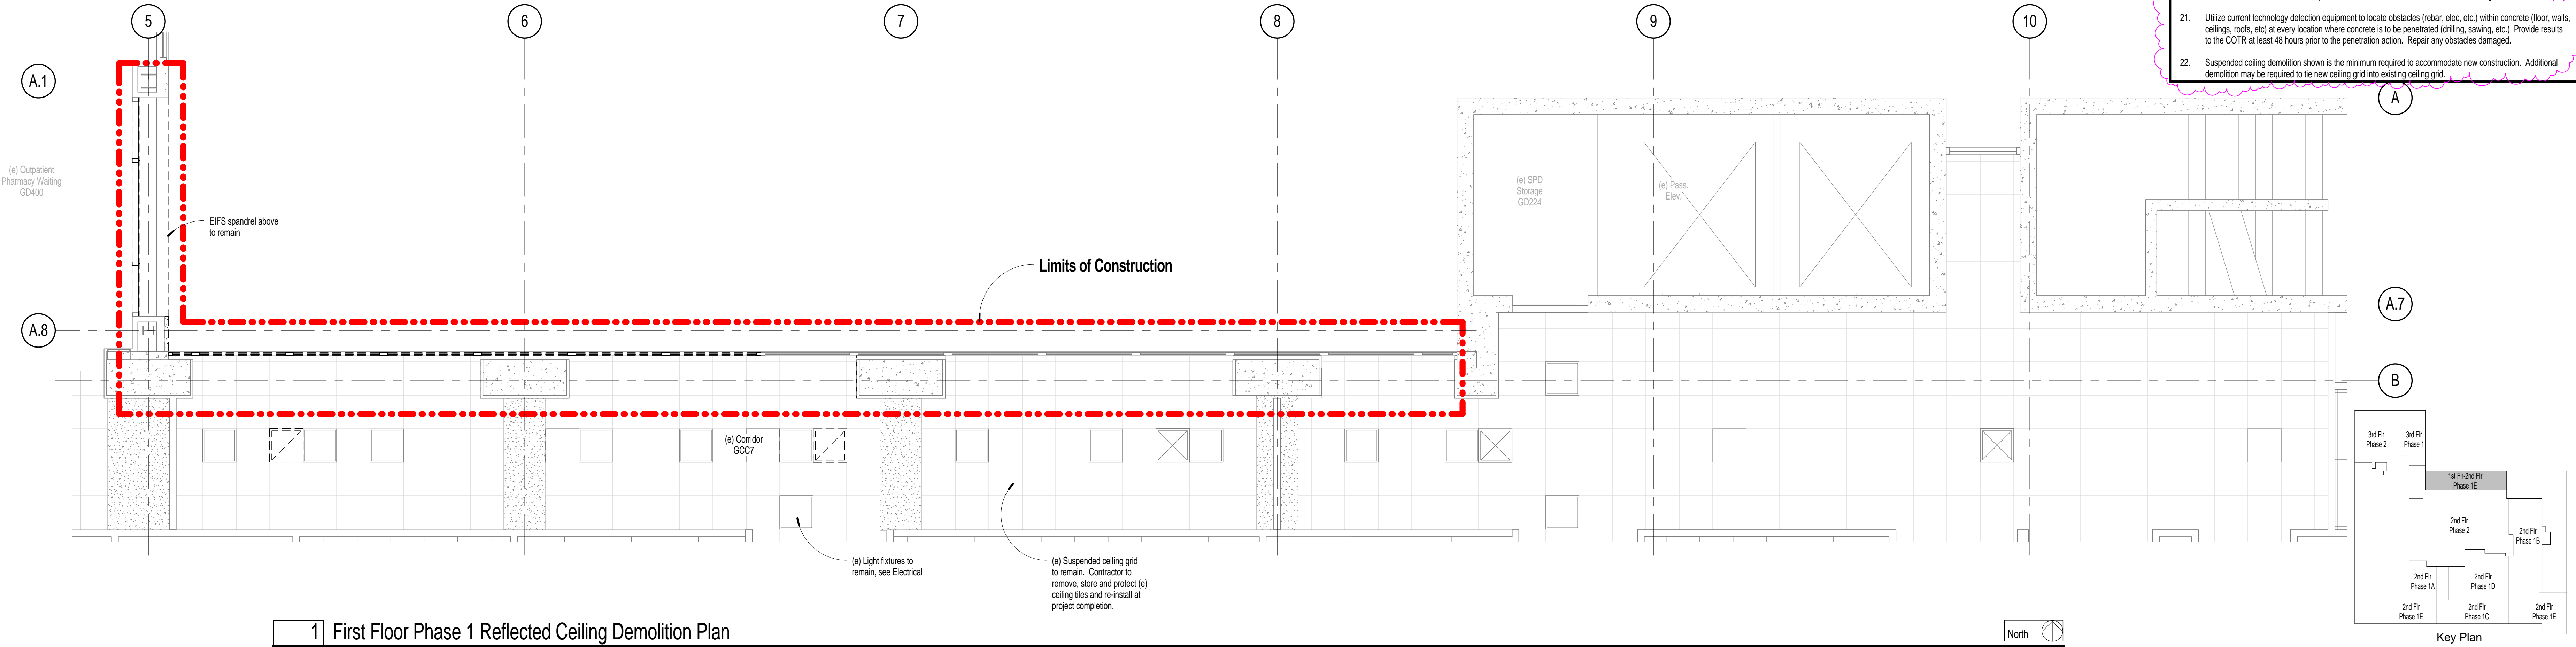 5
6
7
8
9
10
21. Utilize current technology detection equipment to locate obstacles (rebar, elec, etc.) within concrete (floor, walls,
ceilings, roofs, etc) at every location where concrete is to be penetrated (drilling, sawing, etc.) Provide results
to the COTR at least 48 hours prior to the penetration action. Repair any obstacles damaged.
22. Suspended ceiling demolition shown is the minimum required to accommodate new construction. Additional
demolition may be required to tie new ceiling grid into existing ceiling grid.
A.1
A
(e) Outpatient
Pharmacy Waiting
GD400
EIFS spandrel above
to remain
(e) SPD
Storage
GD224
(e) Pass.
Elev.
Limits of Construction
A.8
A.7
B
(e) Corridor
GCC7
(e) Light fixtures to
remain, see Electrical
(e) Suspended ceiling grid
to remain. Contractor to
remove, store and protect (e)
ceiling tiles and re-install at
project completion.
3rd Flr
Phase 2
3rd Flr
Phase 1
1st Flr-2nd Flr
Phase 1E
2nd Flr
Phase 2
2nd Flr
Phase 1B
2nd Flr
Phase 1A
2nd Flr
Phase 1D
2nd Flr
Phase 1E
2nd Flr
Phase 1C
2nd Flr
Phase 1E
Key Plan
1 First Floor Phase 1 Reflected Ceiling Demolition Plan
North